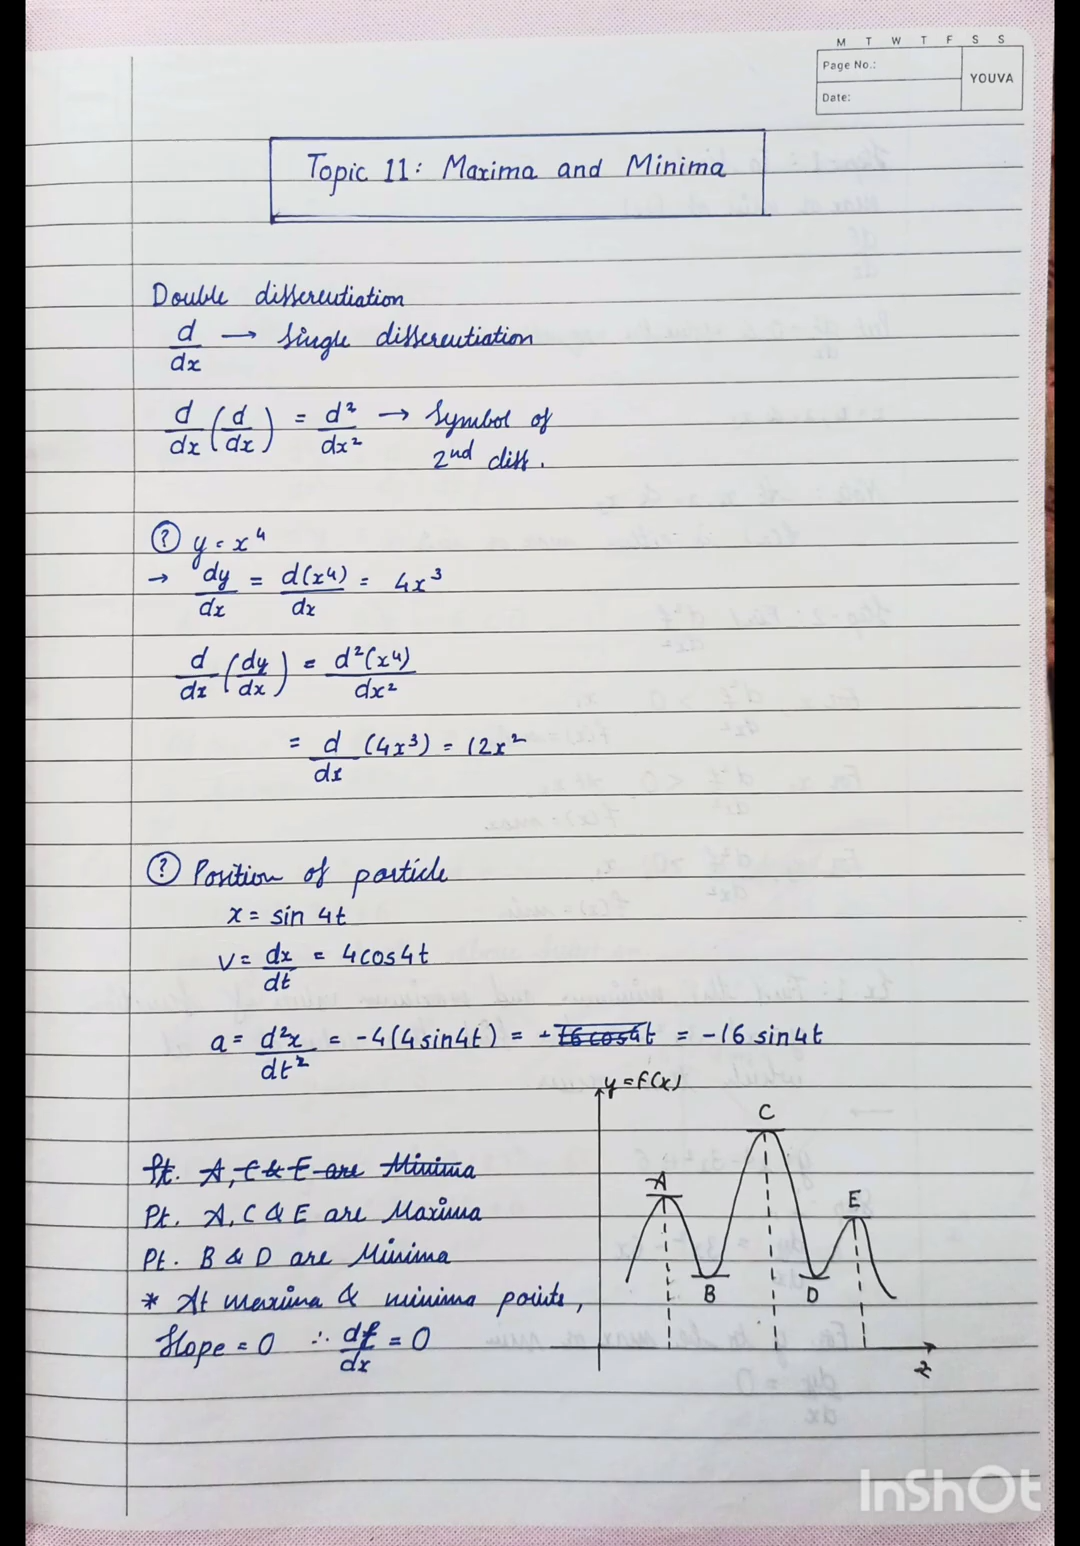 M T W T F S S
Page No.:
YOUVA
Date:
Topic 11: Maxima and Minima
Double differentiation
d/dx → Single differentiation
d/dx (d/dx) = d²/dx² → Symbol of
2nd diff.
? y = x⁴
→ dy/dx = d(x⁴)/dx = 4x³
d/dx (dy/dx) = d²(x⁴)/dx²
= d/dx (4x³) = 12x²
? Position of particle
x = sin 4t
v = dx/dt = 4cos4t
a = d²x/dt² = -4(4sin4t) = -16cos4t = -16 sin4t
y = f(x)
C
A
E
B
D
x
Pt. A, C & E are Minima
Pt. A, C & E are Maxima
Pt. B & D are Minima
* At maxima & minima points,
Slope = 0 ∴ df/dx = 0
InShOt